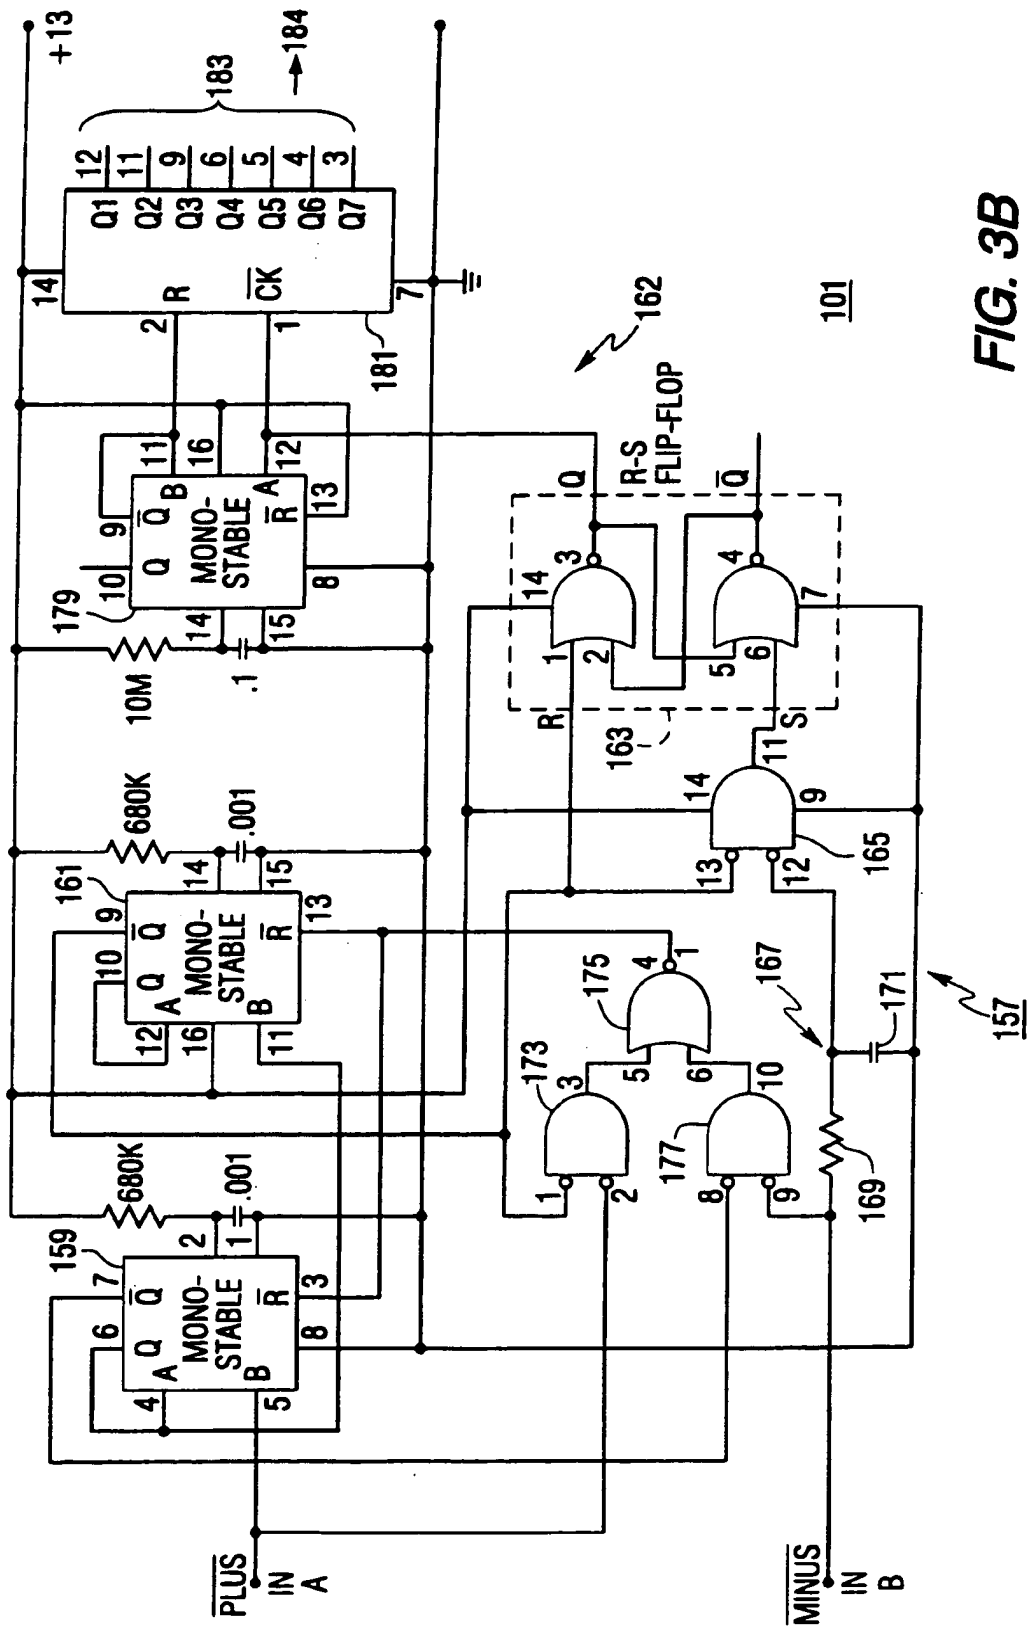 +13
183
184
14
12
11
9
6
5
4
3
Q1
Q2
Q3
Q4
Q5
Q6
Q7
R
CK
2
1
7
181
179
10M
.1
10
9
11
16
12
14
15
13
8
Q
Q
B
A
R
MONO-
STABLE
161
680K
.001
9
10
12
16
11
14
15
13
Q
Q
A
B
R
MONO-
STABLE
159
680K
.001
7
6
4
5
2
1
3
8
Q
Q
A
B
R
MONO-
STABLE
PLUS
IN
A
MINUS
IN
B
173
1
2
3
175
5
6
4
1
177
8
9
10
167
169
171
157
165
13
12
14
9
11
R
S
163
1
2
14
3
5
6
4
7
Q
R-S
FLIP-FLOP
Q
162
101
FIG. 3B